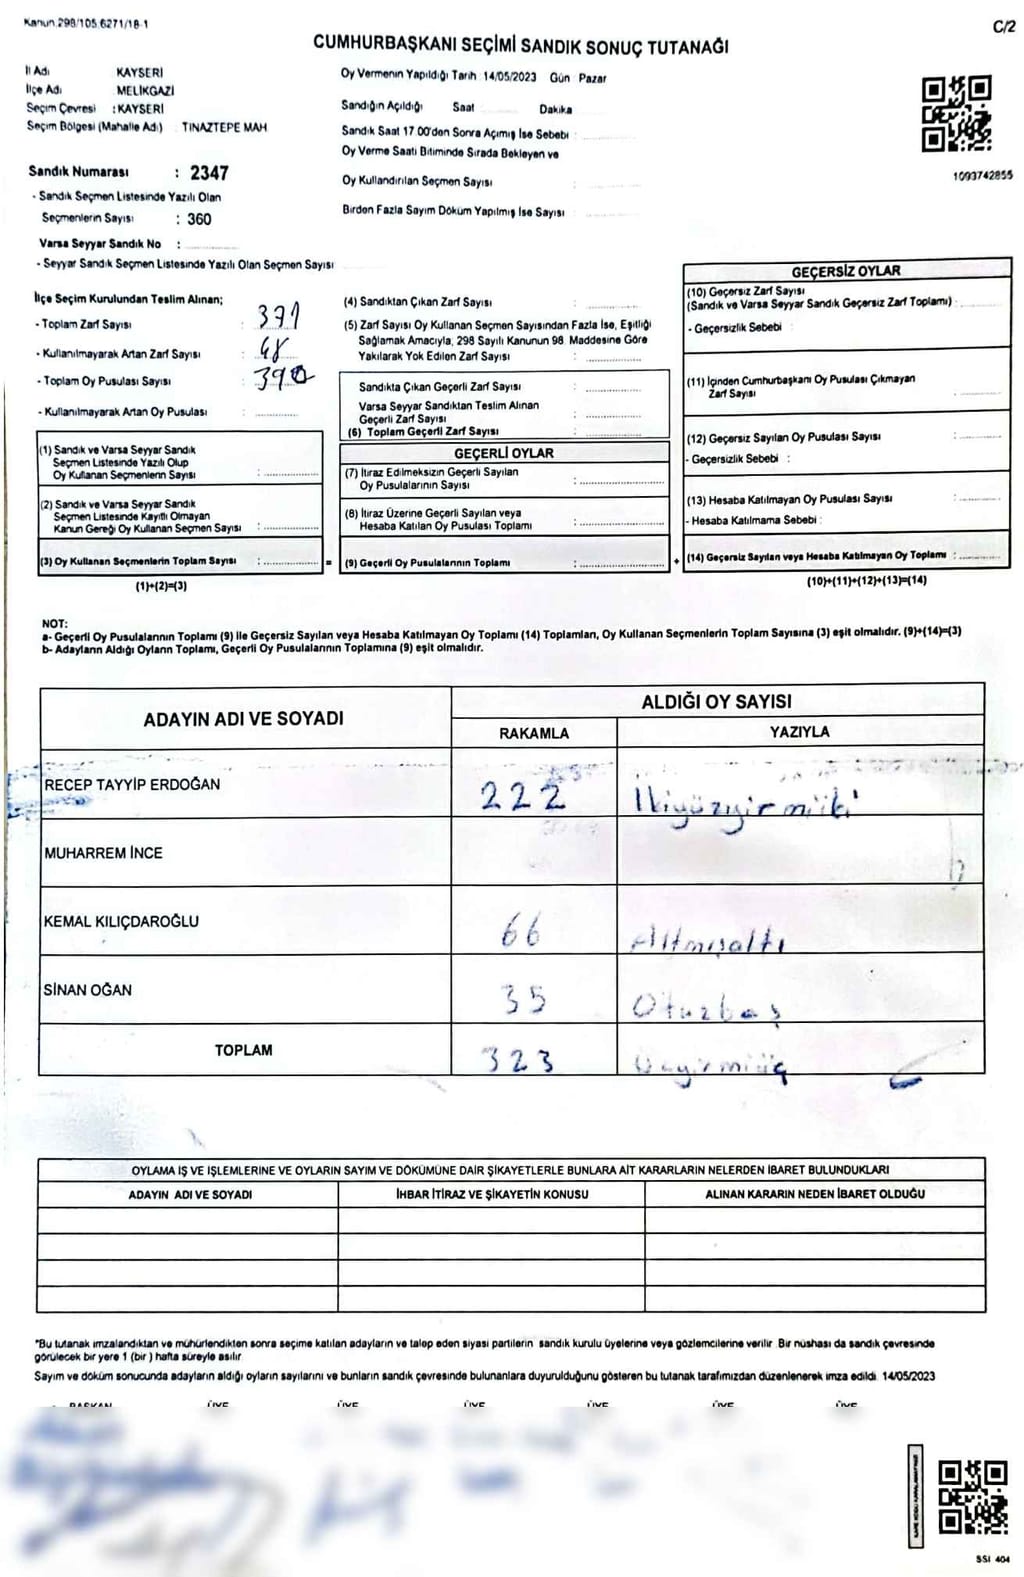 Kanun.298/105.6271/18-1
C/2
CUMHURBAŞKANI SEÇİMİ SANDIK SONUÇ TUTANAĞI
İl Adı KAYSERİ
İlçe Adı MELİKGAZİ
Seçim Çevresi : KAYSERİ
Seçim Bölgesi (Mahalle Adı) : TINAZTEPE MAH
Sandık Numarası : 2347
- Sandık Seçmen Listesinde Yazılı Olan
Seçmenlerin Sayısı : 360
Varsa Seyyar Sandık No :
- Seyyar Sandık Seçmen Listesinde Yazılı Olan Seçmen Sayısı
Oy Vermenin Yapıldığı Tarih 14/05/2023 Gün Pazar
Sandığın Açıldığı Saat Dakika
Sandık Saat 17.00'den Sonra Açılmış İse Sebebi :
Oy Verme Saati Bitiminde Sırada Bekleyen ve
Oy Kullandırılan Seçmen Sayısı :
Birden Fazla Sayım Döküm Yapılmış İse Sayısı :
1093742855
İlçe Seçim Kurulundan Teslim Alınan;
- Toplam Zarf Sayısı : 371
- Kullanılmayarak Artan Zarf Sayısı : 48
- Toplam Oy Pusulası Sayısı : 390
- Kullanılmayarak Artan Oy Pusulası :
(1) Sandık ve Varsa Seyyar Sandık
Seçmen Listesinde Yazılı Olup
Oy Kullanan Seçmenlerin Sayısı :
(2) Sandık ve Varsa Seyyar Sandık
Seçmen Listesinde Kayıtlı Olmayan
Kanun Gereği Oy Kullanan Seçmen Sayısı :
(3) Oy Kullanan Seçmenlerin Toplam Sayısı : =
(1)+(2)=(3)
(4) Sandıktan Çıkan Zarf Sayısı :
(5) Zarf Sayısı Oy Kullanan Seçmen Sayısından Fazla İse, Eşitliği
Sağlamak Amacıyla, 298 Sayılı Kanunun 98 Maddesine Göre
Yakılarak Yok Edilen Zarf Sayısı :
Sandıkta Çıkan Geçerli Zarf Sayısı :
Varsa Seyyar Sandıktan Teslim Alınan
Geçerli Zarf Sayısı :
(6) Toplam Geçerli Zarf Sayısı :
GEÇERLİ OYLAR
(7) İtiraz Edilmeksizin Geçerli Sayılan
Oy Pusulalarının Sayısı :
(8) İtiraz Üzerine Geçerli Sayılan veya
Hesaba Katılan Oy Pusulası Toplamı :
(9) Geçerli Oy Pusulalarının Toplamı : +
GEÇERSİZ OYLAR
(10) Geçersiz Zarf Sayısı
(Sandık ve Varsa Seyyar Sandık Geçersiz Zarf Toplamı) :
- Geçersizlik Sebebi :
(11) İçinden Cumhurbaşkanı Oy Pusulası Çıkmayan
Zarf Sayısı :
(12) Geçersiz Sayılan Oy Pusulası Sayısı :
- Geçersizlik Sebebi :
(13) Hesaba Katılmayan Oy Pusulası Sayısı :
- Hesaba Katılmama Sebebi :
(14) Geçersiz Sayılan veya Hesaba Katılmayan Oy Toplamı :
(10)+(11)+(12)+(13)=(14)
NOT:
a- Geçerli Oy Pusulalarının Toplamı (9) ile Geçersiz Sayılan veya Hesaba Katılmayan Oy Toplamı (14) Toplamları, Oy Kullanan Seçmenlerin Toplam Sayısına (3) eşit olmalıdır. (9)+(14)=(3)
b- Adayların Aldığı Oyların Toplamı, Geçerli Oy Pusulalarının Toplamına (9) eşit olmalıdır.
ADAYIN ADI VE SOYADI ALDIĞI OY SAYISI
RAKAMLA YAZIYLA
RECEP TAYYİP ERDOĞAN 222 İkiyüzyirmiiki
MUHARREM İNCE
KEMAL KILIÇDAROĞLU 66 Altmışaltı
SİNAN OĞAN 35 Otuzbeş
TOPLAM 323
OYLAMA İŞ VE İŞLEMLERİNE VE OYLARIN SAYIM VE DÖKÜMÜNE DAİR ŞİKAYETLERLE BUNLARA AİT KARARLARIN NELERDEN İBARET BULUNDUKLARI
ADAYIN ADI VE SOYADI İHBAR İTİRAZ VE ŞİKAYETİN KONUSU ALINAN KARARIN NEDEN İBARET OLDUĞU
*Bu tutanak imzalandıktan ve mühürlendikten sonra seçime katılan adayların ve talep eden siyasi partilerin sandık kurulu üyelerine veya gözlemcilerine verilir. Bir nüshası da sandık çevresinde
görülecek bir yere 1 (bir) hafta süreyle asılır
Sayım ve döküm sonucunda adayların aldığı oyların sayılarını ve bunların sandık çevresinde bulunanlara duyurulduğunu gösteren bu tutanak tarafımızdan düzenlenerek imza edildi. 14/05/2023
BAŞKAN ÜYE ÜYE ÜYE ÜYE ÜYE ÜYE
SSI 404